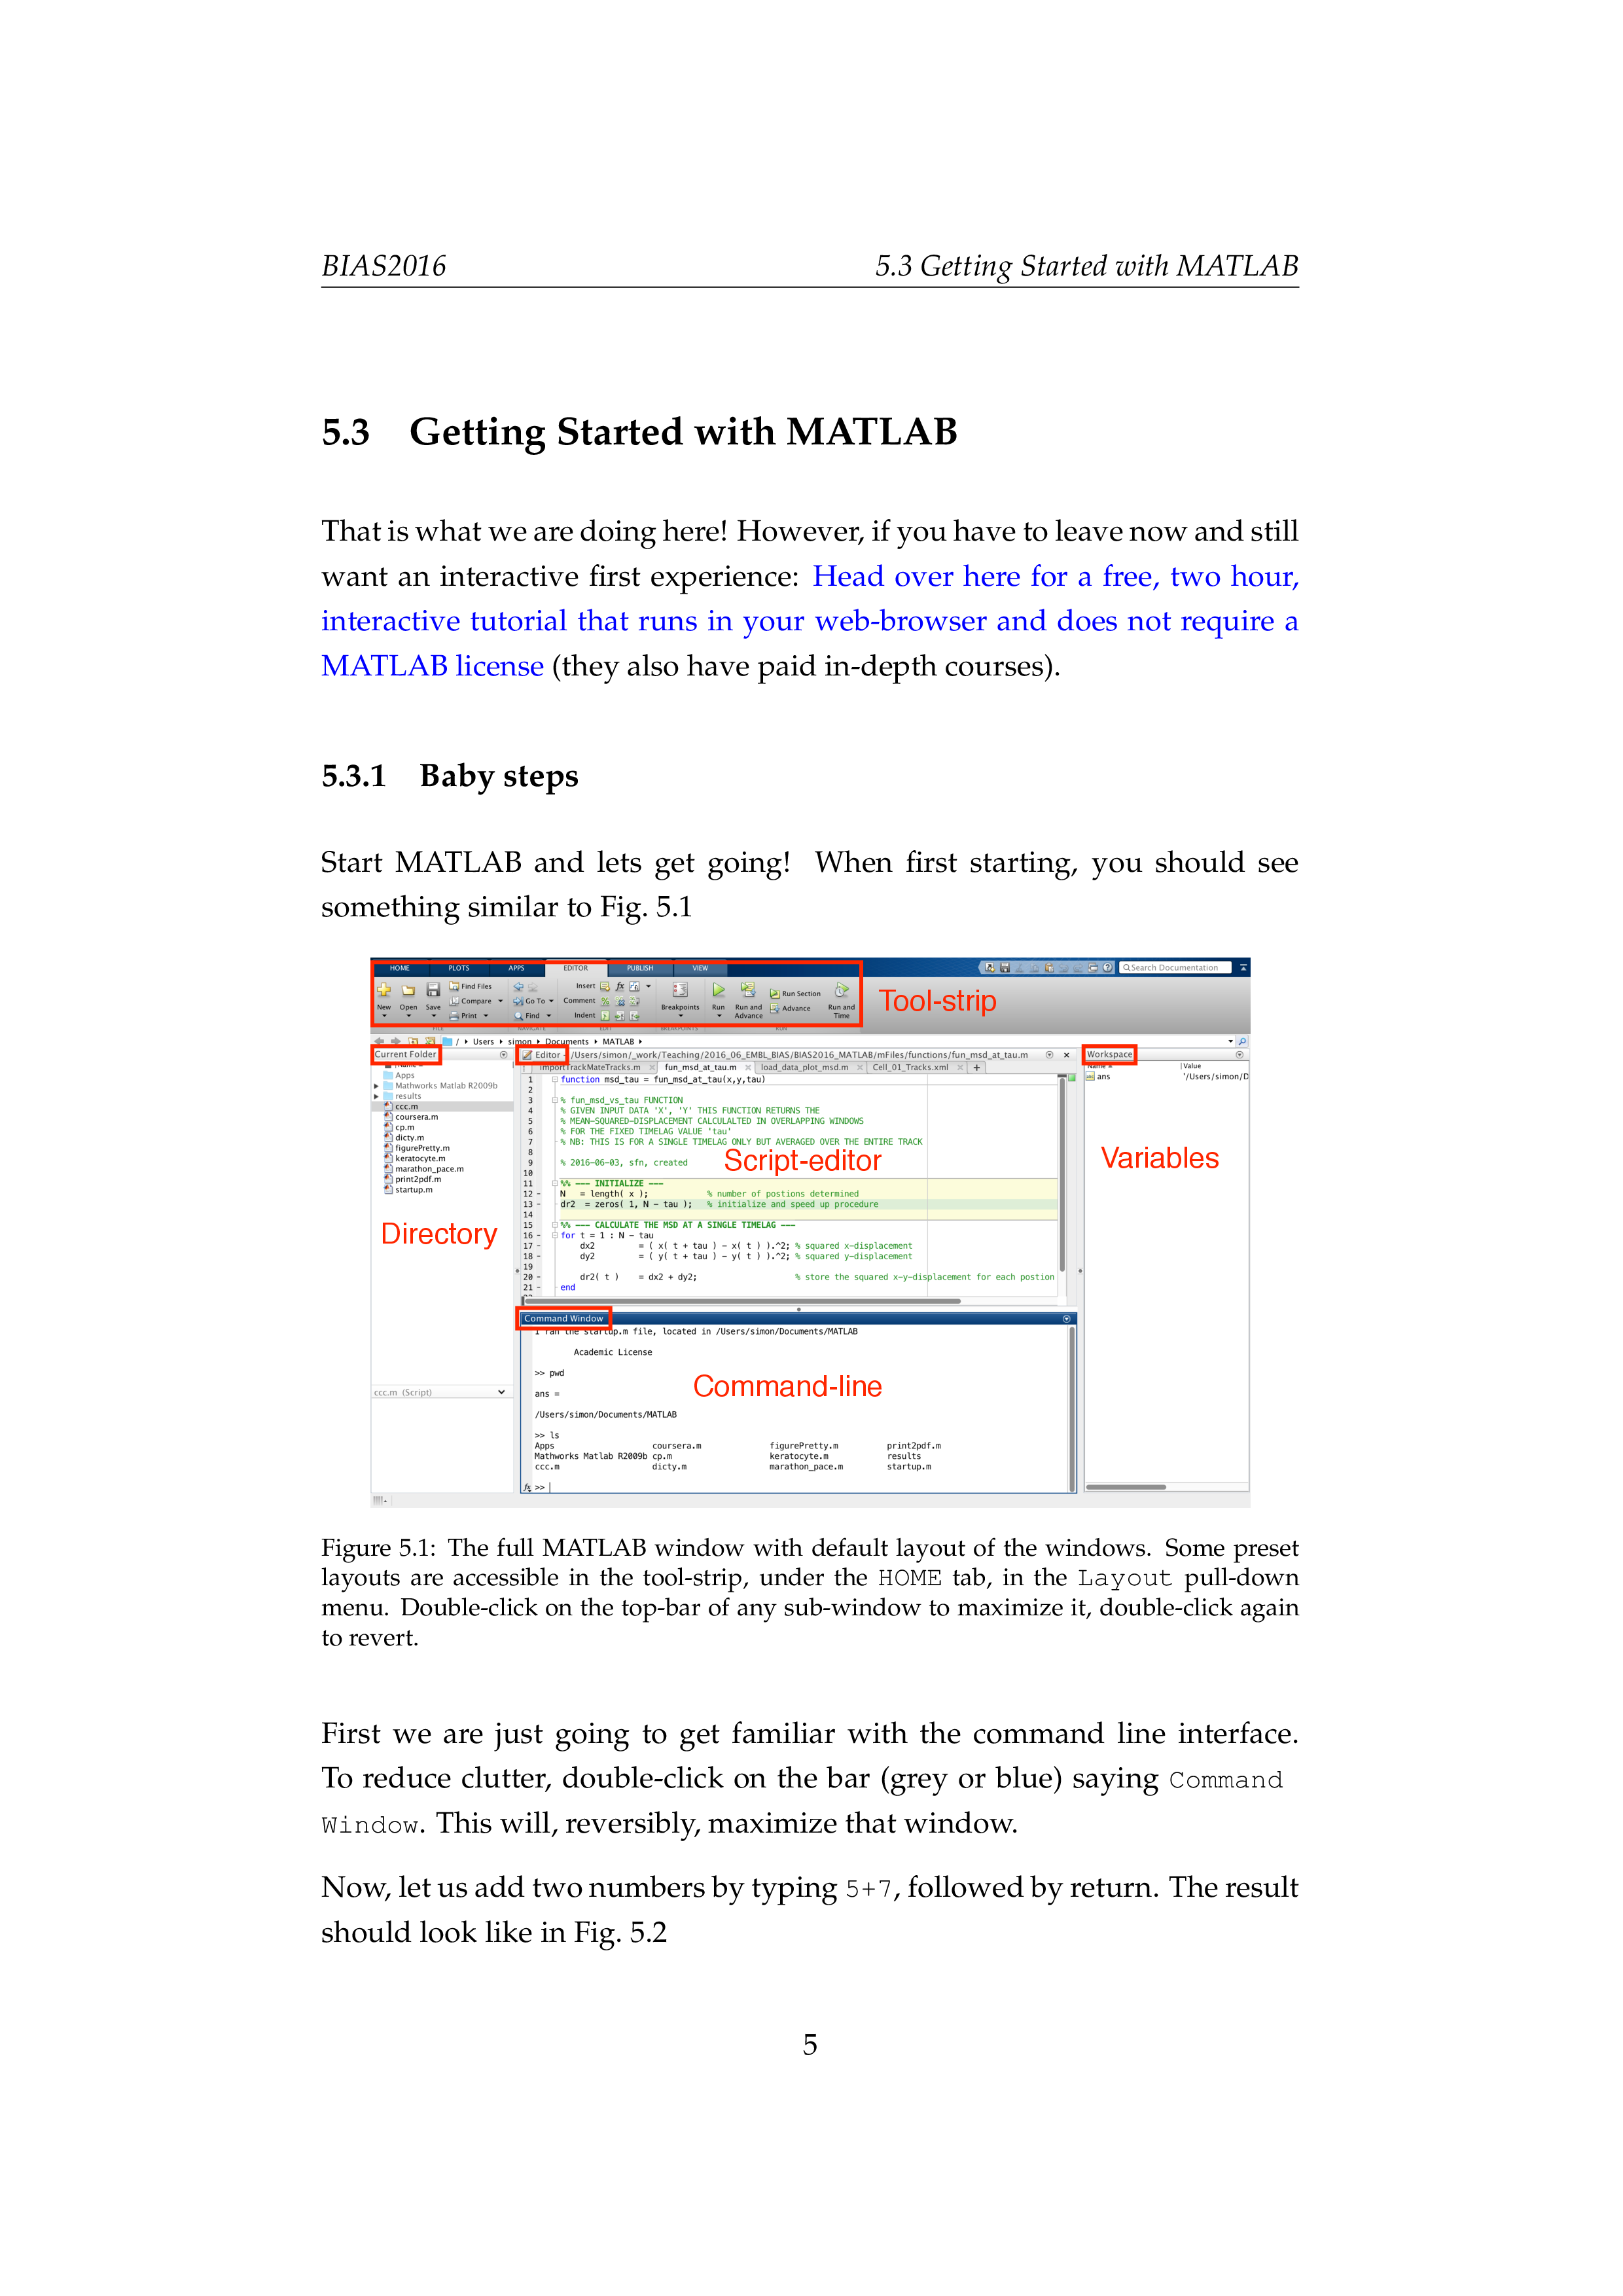 BIAS2016 5.3 Getting Started with MATLAB
5.3 Getting Started with MATLAB
That is what we are doing here! However, if you have to leave now and still
want an interactive first experience: Head over here for a free, two hour,
interactive tutorial that runs in your web-browser and does not require a
MATLAB license (they also have paid in-depth courses).
5.3.1 Baby steps
Start MATLAB and lets get going! When first starting, you should see
something similar to Fig. 5.1
HOME PLOTS APPS EDITOR PUBLISH VIEW
Search Documentation
New Open Save
Find Files
Compare
Print
Go To
Find
Insert
Comment
Indent
Breakpoints
Run
Run and Advance
Run Section
Advance
Run and Time
FILE NAVIGATE EDIT BREAKPOINTS RUN
Tool-strip
/ Users simon Documents MATLAB
Current Folder
Name
Apps
Mathworks Matlab R2009b
results
ccc.m
coursera.m
cp.m
dicty.m
figurePretty.m
keratocyte.m
marathon_pace.m
print2pdf.m
startup.m
Directory
ccc.m (Script)
Editor - /Users/simon/_work/Teaching/2016_06_EMBL_BIAS/BIAS2016_MATLAB/mFiles/functions/fun_msd_at_tau.m
importTrackMateTracks.m fun_msd_at_tau.m load_data_plot_msd.m Cell_01_Tracks.xml +
1 function msd_tau = fun_msd_at_tau(x,y,tau)
2
3 % fun_msd_vs_tau FUNCTION
4 % GIVEN INPUT DATA 'X', 'Y' THIS FUNCTION RETURNS THE
5 % MEAN-SQUARED-DISPLACEMENT CALCULALTED IN OVERLAPPING WINDOWS
6 % FOR THE FIXED TIMELAG VALUE 'tau'
7 % NB: THIS IS FOR A SINGLE TIMELAG ONLY BUT AVERAGED OVER THE ENTIRE TRACK
8
9 % 2016-06-03, sfn, created
10
Script-editor
11 %% --- INITIALIZE ---
12 - N = length( x ); % number of postions determined
13 - dr2 = zeros( 1, N - tau ); % initialize and speed up procedure
14
15 %% --- CALCULATE THE MSD AT A SINGLE TIMELAG ---
16 - for t = 1 : N - tau
17 - dx2 = ( x( t + tau ) - x( t ) ).^2; % squared x-displacement
18 - dy2 = ( y( t + tau ) - y( t ) ).^2; % squared y-displacement
19
20 - dr2( t ) = dx2 + dy2; % store the squared x-y-displacement for each postion
21 - end
Command Window
I ran the startup.m file, located in /Users/simon/Documents/MATLAB
Academic License
>> pwd
ans =
/Users/simon/Documents/MATLAB
>> ls
Apps coursera.m figurePretty.m print2pdf.m
Mathworks Matlab R2009b cp.m keratocyte.m results
ccc.m dicty.m marathon_pace.m startup.m
fx >>
Command-line
Workspace
Name Value
ans '/Users/simon/D
Variables
Figure 5.1: The full MATLAB window with default layout of the windows. Some preset
layouts are accessible in the tool-strip, under the HOME tab, in the Layout pull-down
menu. Double-click on the top-bar of any sub-window to maximize it, double-click again
to revert.
First we are just going to get familiar with the command line interface.
To reduce clutter, double-click on the bar (grey or blue) saying Command
Window. This will, reversibly, maximize that window.
Now, let us add two numbers by typing 5+7, followed by return. The result
should look like in Fig. 5.2
5